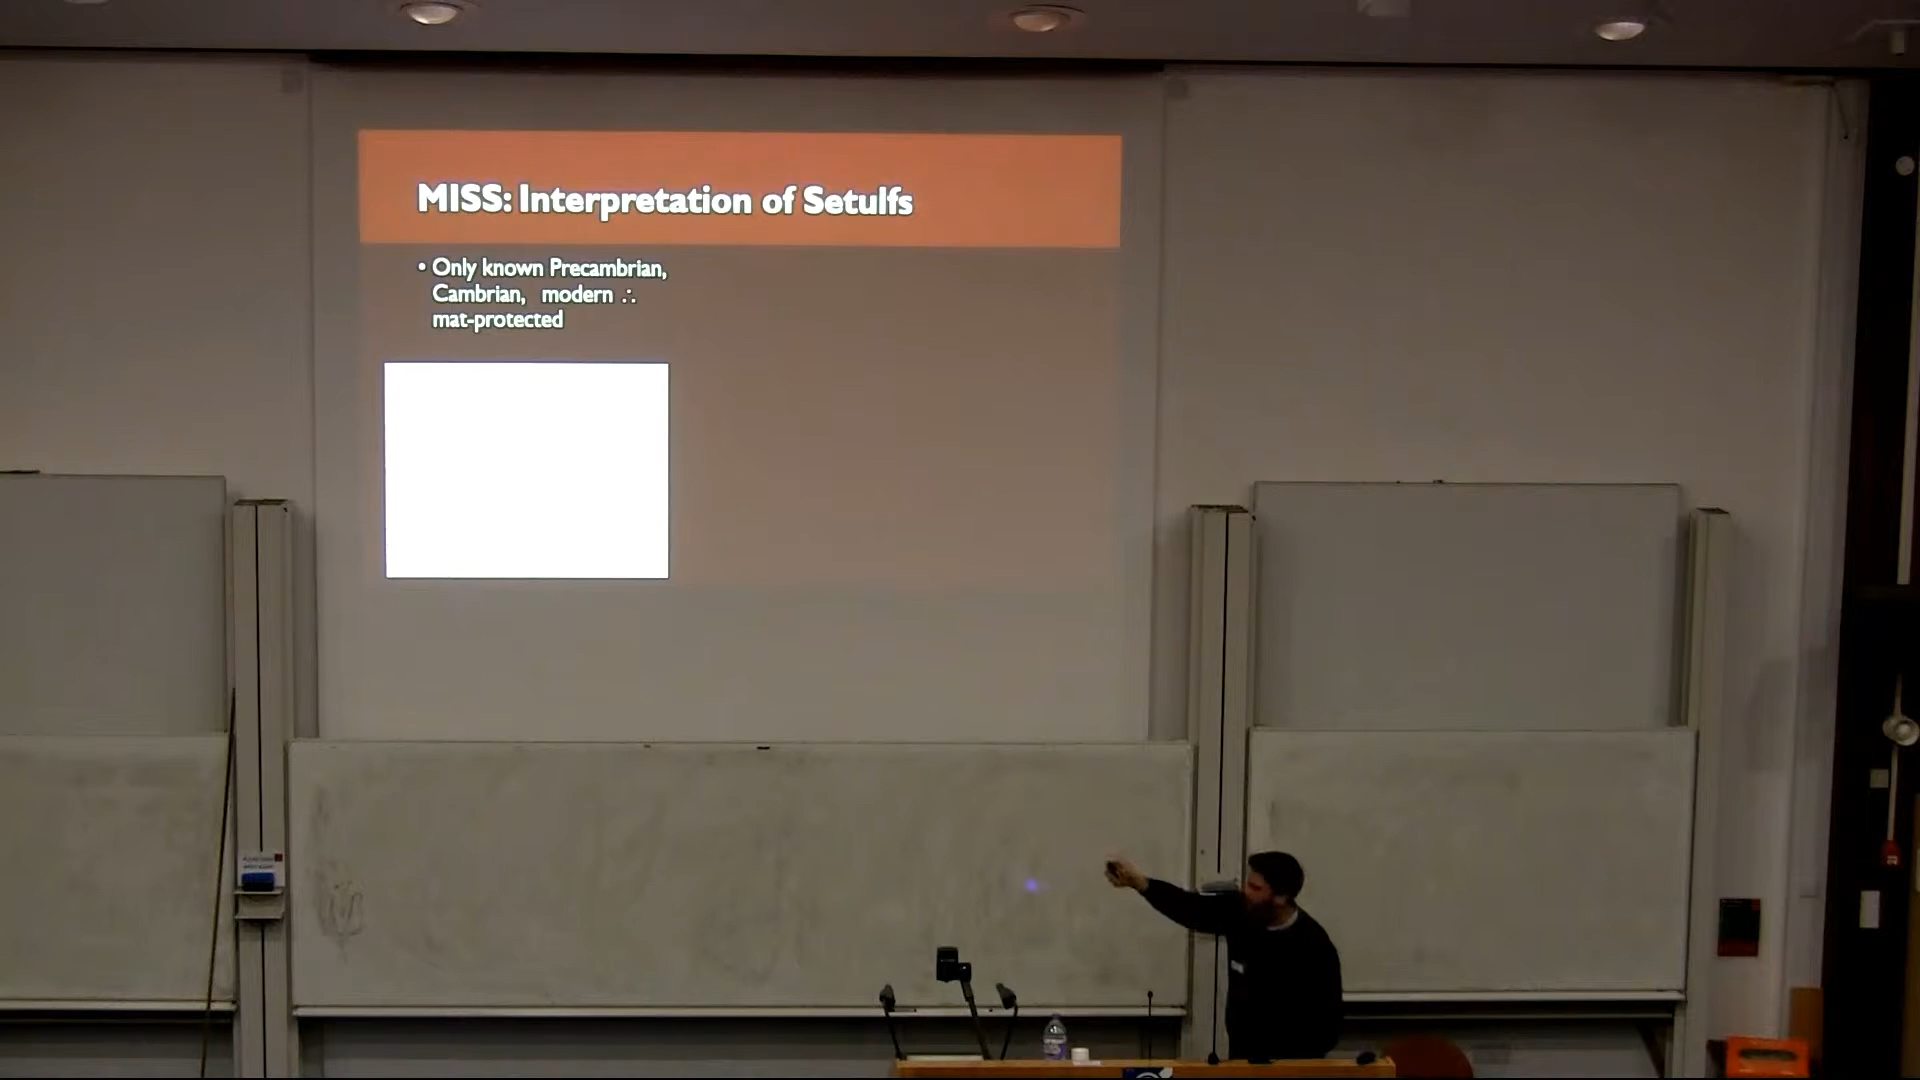 MISS: Interpretation of Setulfs
• Only known Precambrian,
Cambrian, modern ∴
mat-protected